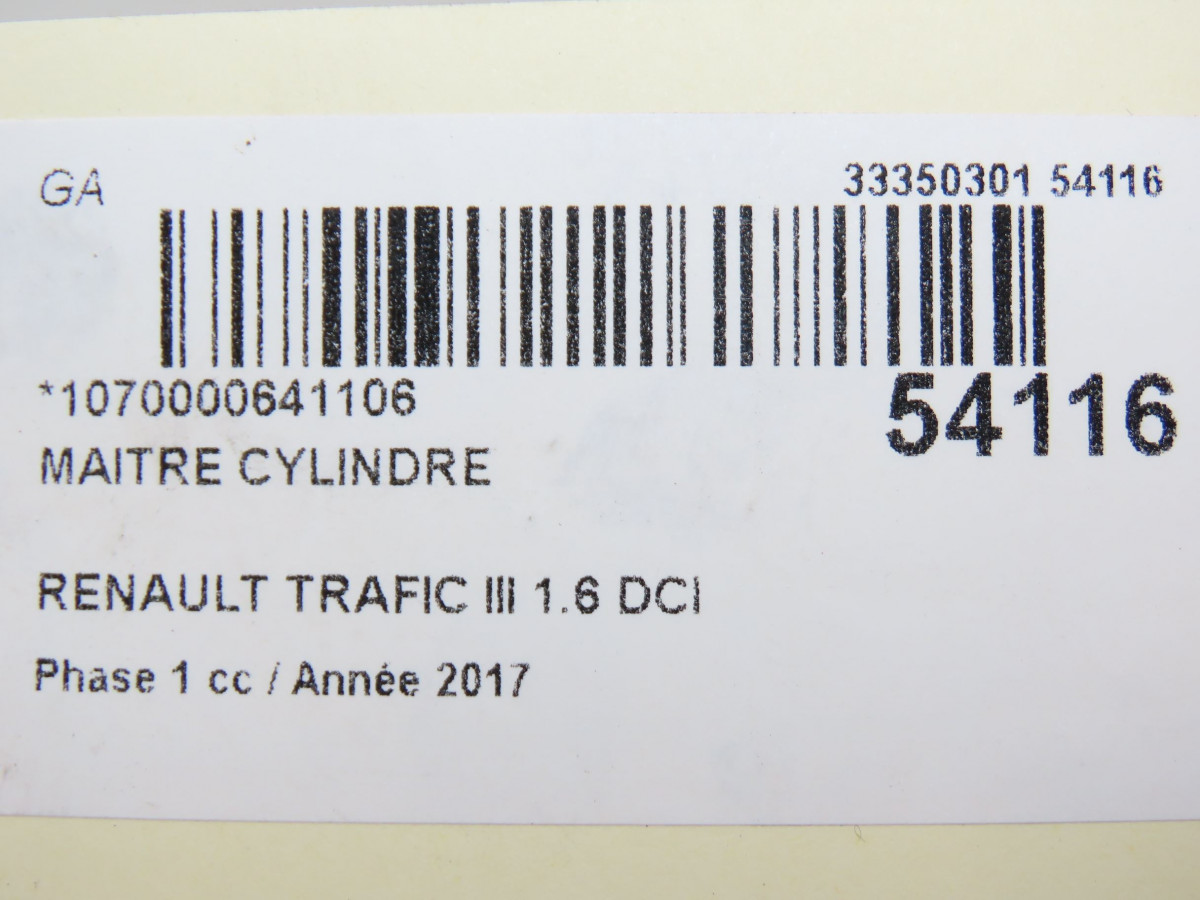 GA
33350301 54116
*1070000641106
54116
MAITRE CYLINDRE
RENAULT TRAFIC III 1.6 DCI
Phase 1 cc / Année 2017